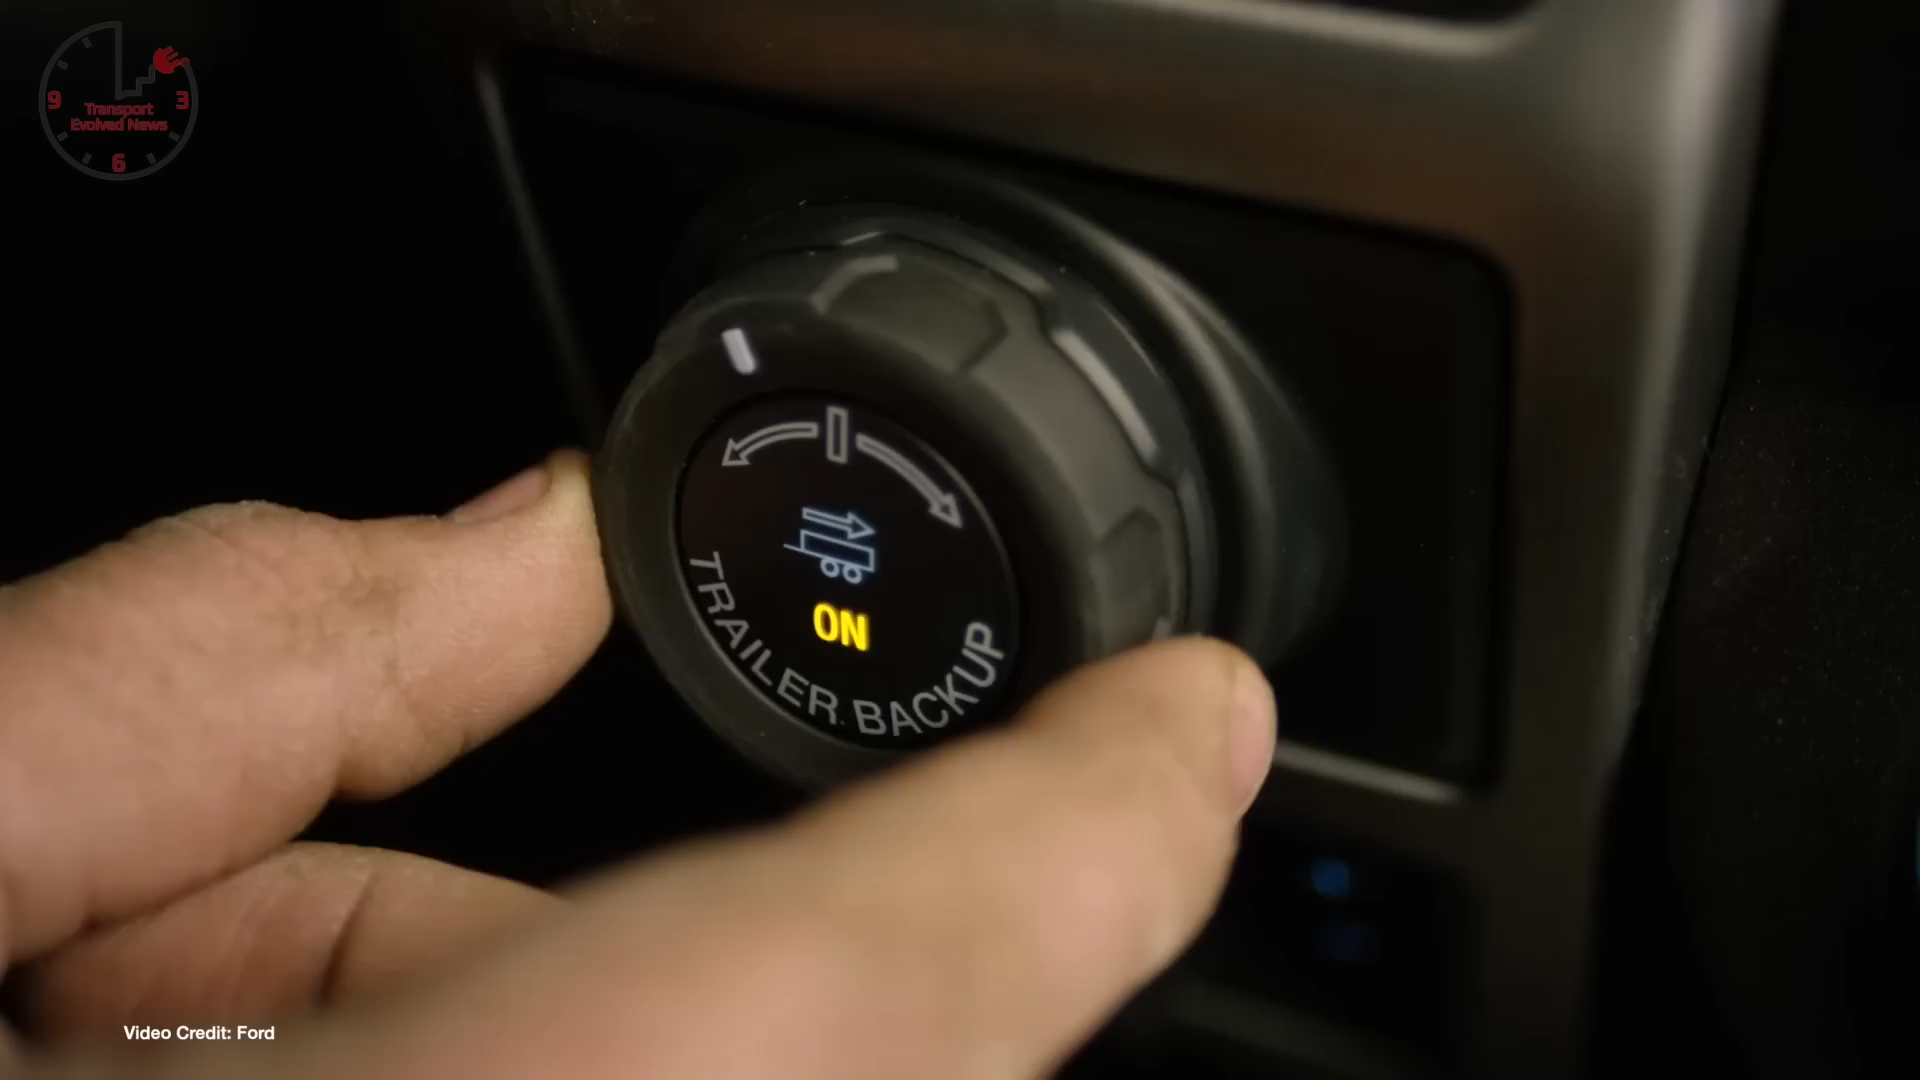 9
3
Transport
Evolved News
6
ON
TRAILER BACKUP
Video Credit: Ford